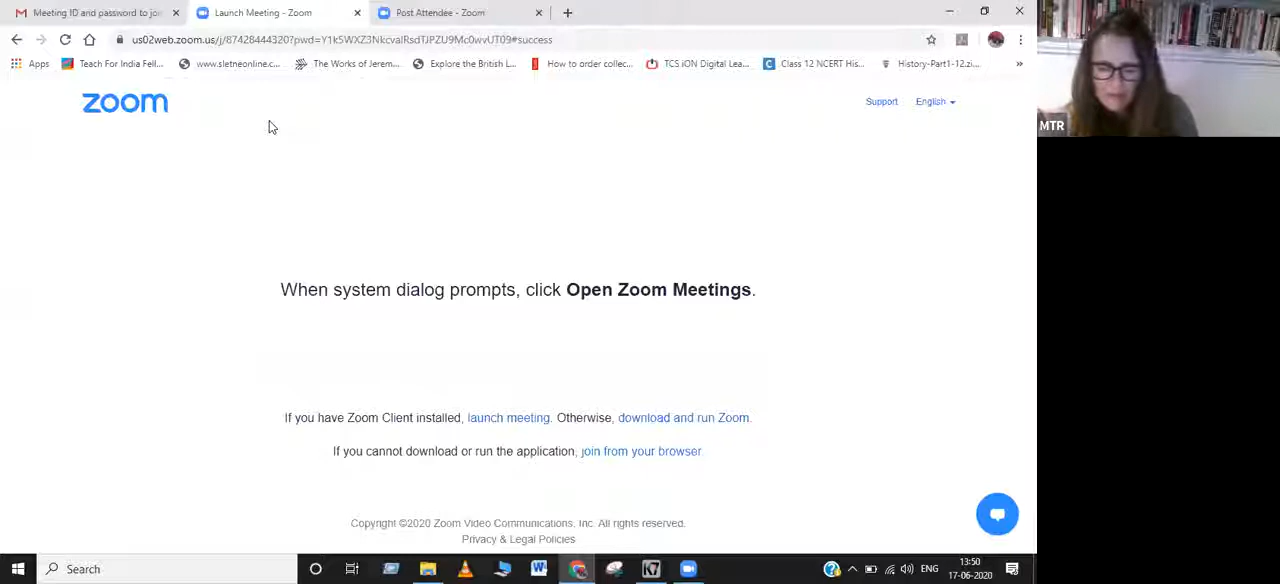 Meeting ID and password to joi
Launch Meeting - Zoom
Post Attendee - Zoom
us02web.zoom.us/j/87428444320?pwd=Y1k5WXZ3NkcvalRsdTJPZU9Mc0wvUT09#success
Apps
Teach For India Fell...
www.sletneonline.c...
The Works of Jerem...
Explore the British L...
How to order collec...
TCS iON Digital Lea...
Class 12 NCERT His...
History-Part1-12.zi...
»
zoom
Support
English
MTR
When system dialog prompts, click Open Zoom Meetings.
If you have Zoom Client installed, launch meeting. Otherwise, download and run Zoom.
If you cannot download or run the application, join from your browser.
Copyright ©2020 Zoom Video Communications, Inc. All rights reserved.
Privacy & Legal Policies
Search
K7
ENG
13:50
17-06-2020